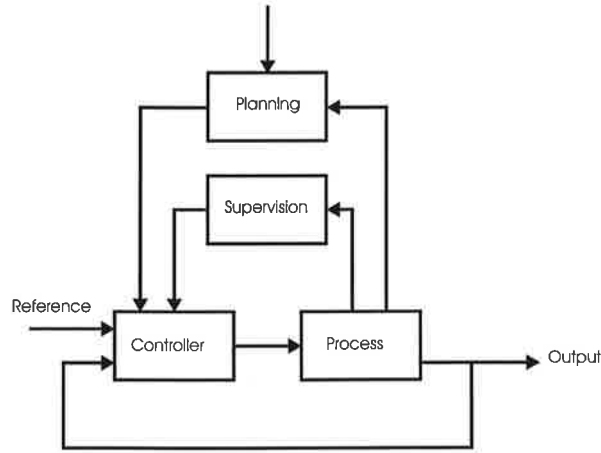 Planning
Supervision
Reference
Controller
Process
Output